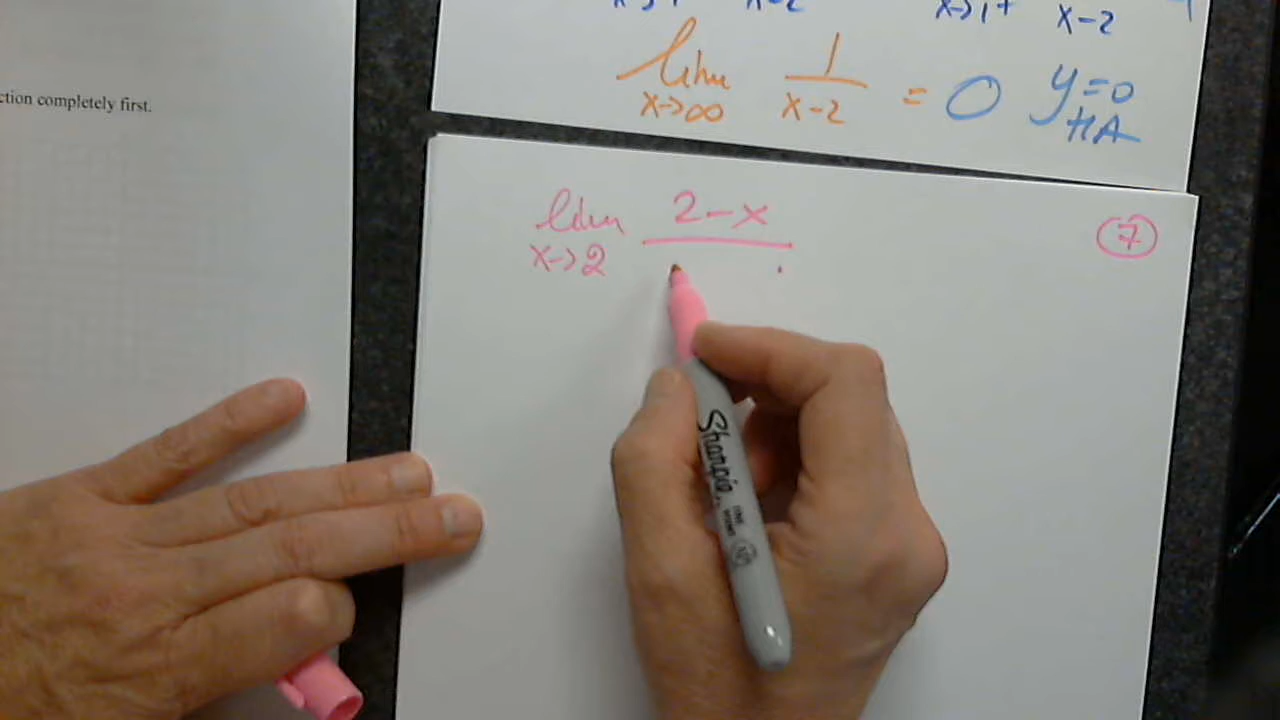 ction completely first.
x→1⁺ x-2
lim 1/(x-2) = 0 y=0
x→∞ HA
lim 2-x
x→2
7
Sharpie